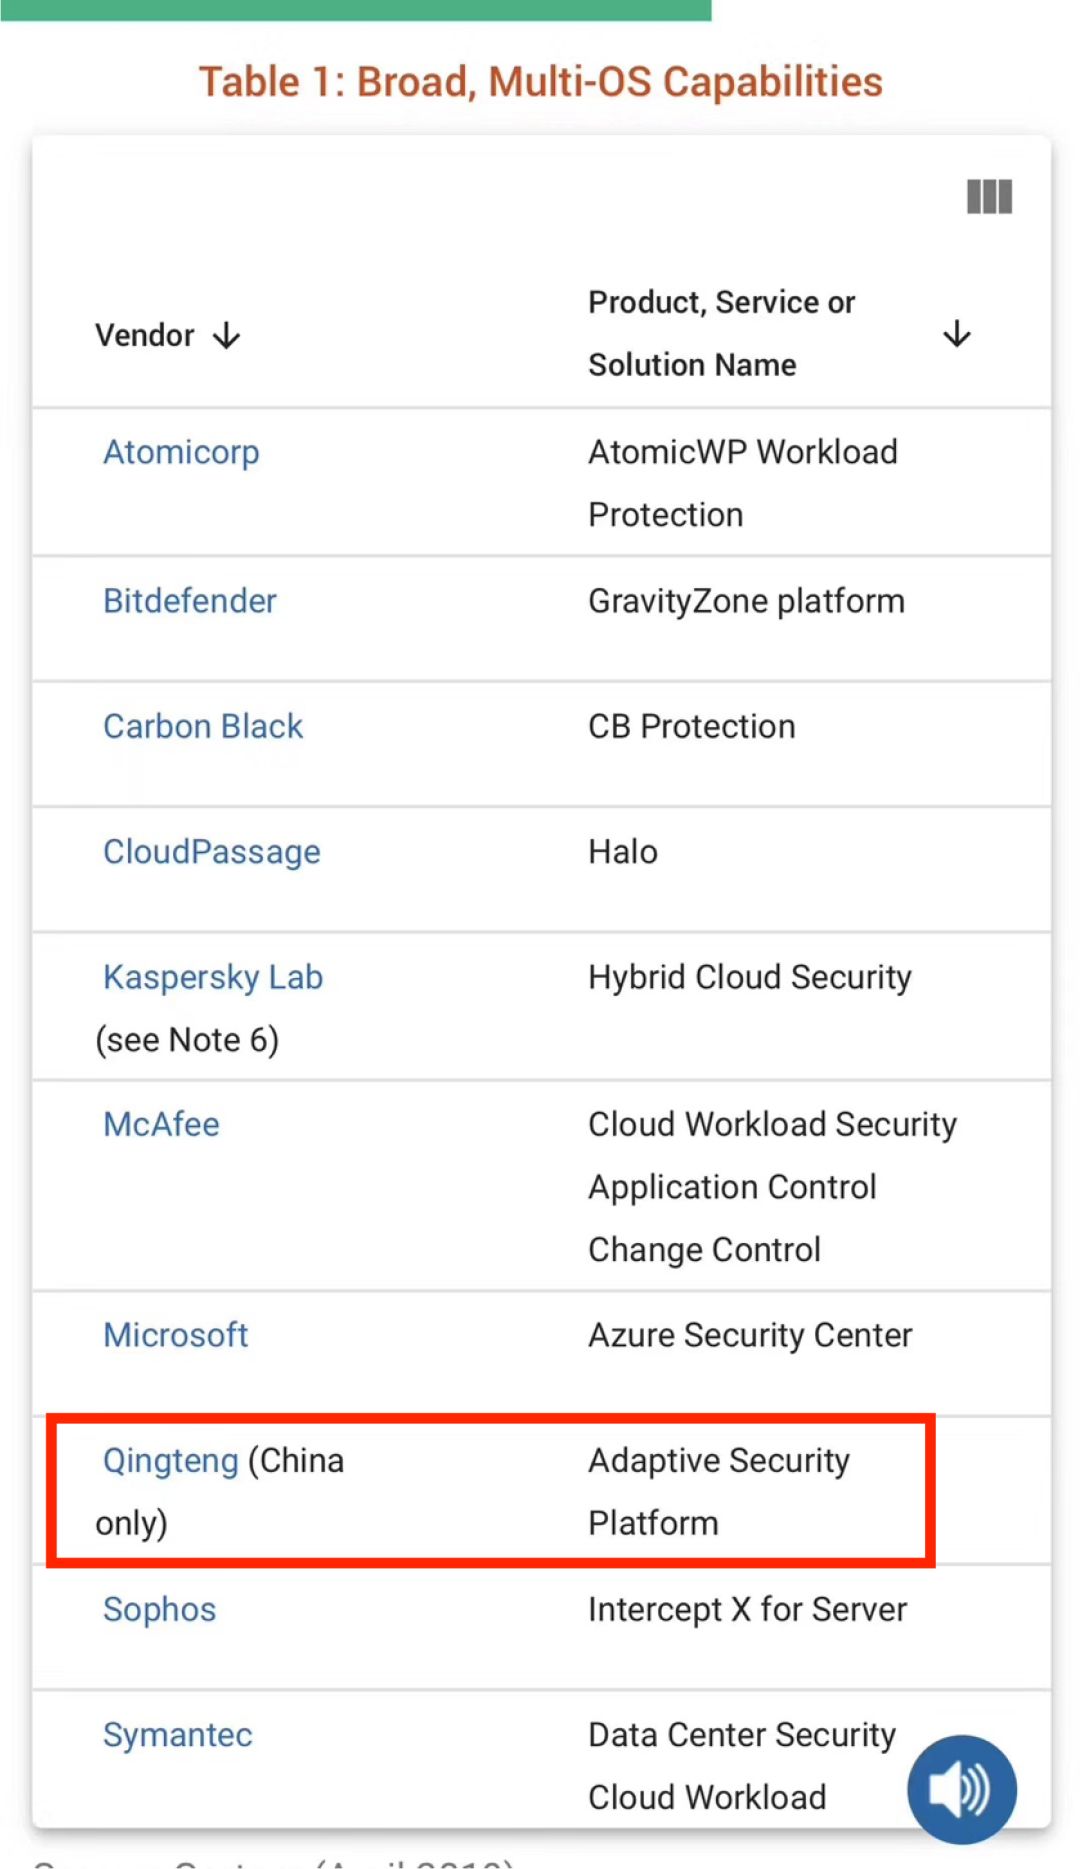 Table 1: Broad, Multi-OS Capabilities
Vendor ↓
Product, Service or
Solution Name ↓
Atomicorp
AtomicWP Workload
Protection
Bitdefender
GravityZone platform
Carbon Black
CB Protection
CloudPassage
Halo
Kaspersky Lab
(see Note 6)
Hybrid Cloud Security
McAfee
Cloud Workload Security
Application Control
Change Control
Microsoft
Azure Security Center
Qingteng (China
only)
Adaptive Security
Platform
Sophos
Intercept X for Server
Symantec
Data Center Security
Cloud Workload